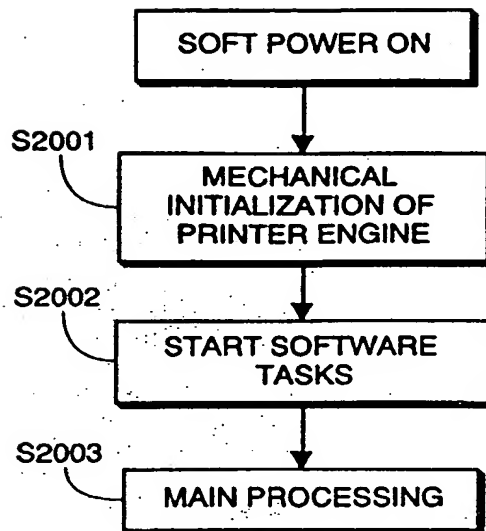 SOFT POWER ON
S2001
MECHANICAL
INITIALIZATION OF
PRINTER ENGINE
S2002
START SOFTWARE
TASKS
S2003
MAIN PROCESSING